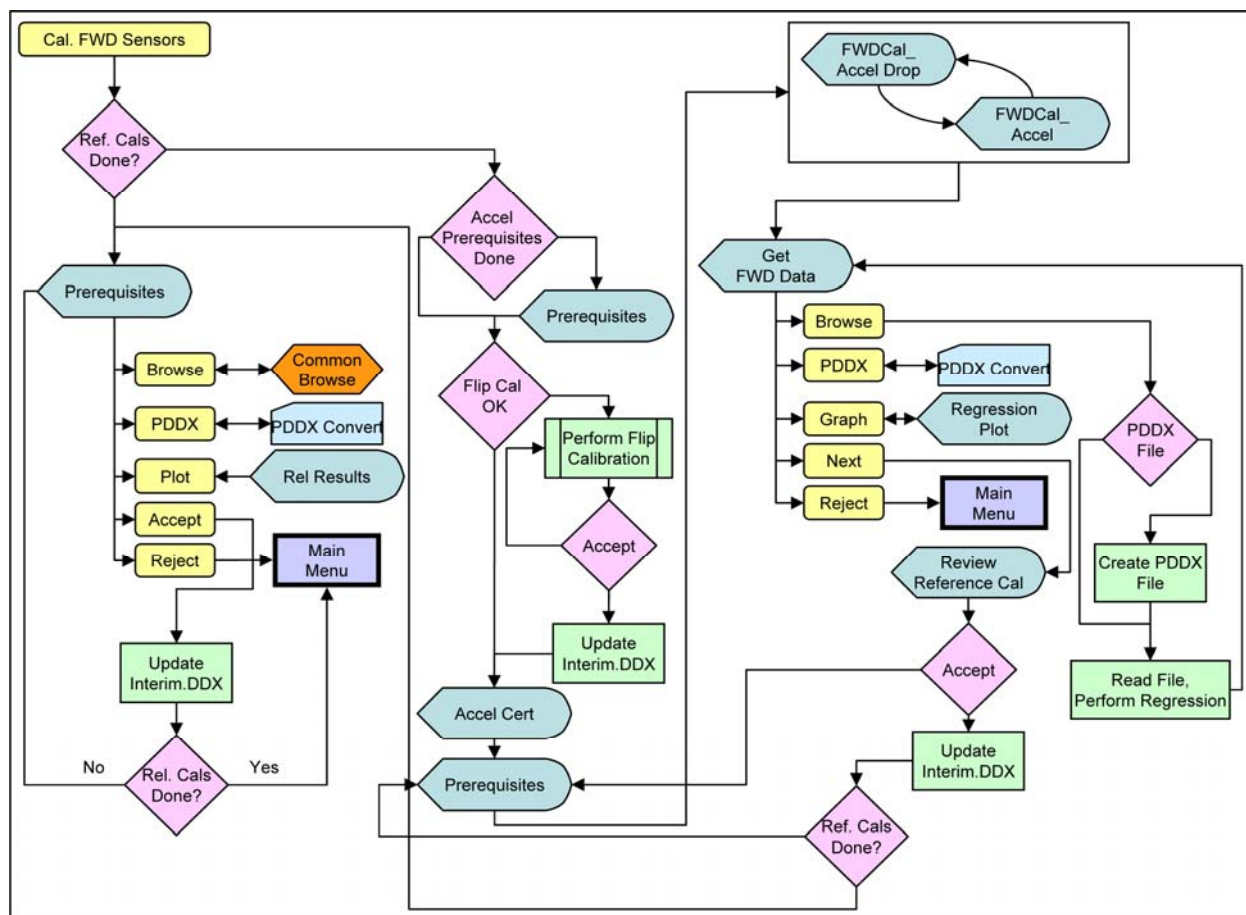 Cal. FWD Sensors
Ref. Cals
Done?
Prerequisites
Browse
Common
Browse
PDDX
PDDX Convert
Plot
Rel Results
Accept
Reject
Main
Menu
Update
Interim.DDX
No
Rel. Cals
Done?
Yes
Accel
Prerequisites
Done
Prerequisites
Flip Cal
OK
Perform Flip
Calibration
Accept
Update
Interim.DDX
Accel Cert
Prerequisites
FWDCal_
Accel Drop
FWDCal_
Accel
Get
FWD Data
Browse
PDDX
PDDX Convert
Graph
Regression
Plot
Next
Reject
Main
Menu
PDDX
File
Create PDDX
File
Read File,
Perform Regression
Review
Reference Cal
Accept
Update
Interim.DDX
Ref. Cals
Done?